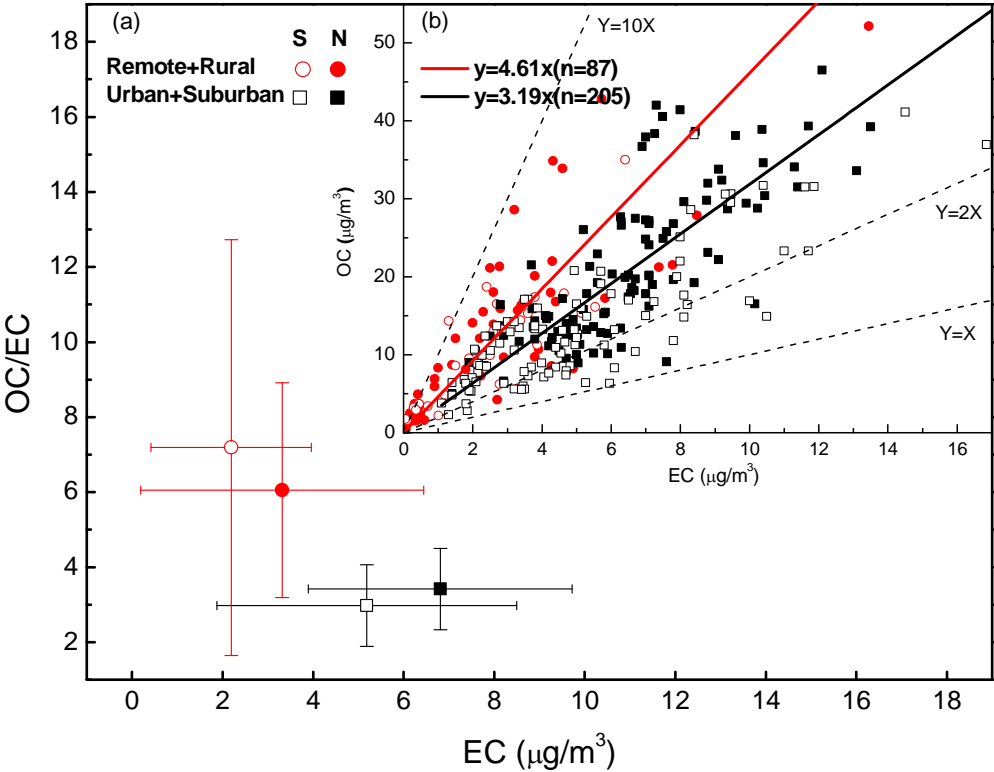 (a)
S N
Remote+Rural
Urban+Suburban
(b)
y=4.61x(n=87)
y=3.19x(n=205)
Y=10X
Y=2X
Y=X
50
40
30
20
10
0
OC (μg/m³)
0 2 4 6 8 10 12 14 16
EC (μg/m³)
18
16
14
12
10
8
6
4
2
OC/EC
0 2 4 6 8 10 12 14 16 18
EC (μg/m³)